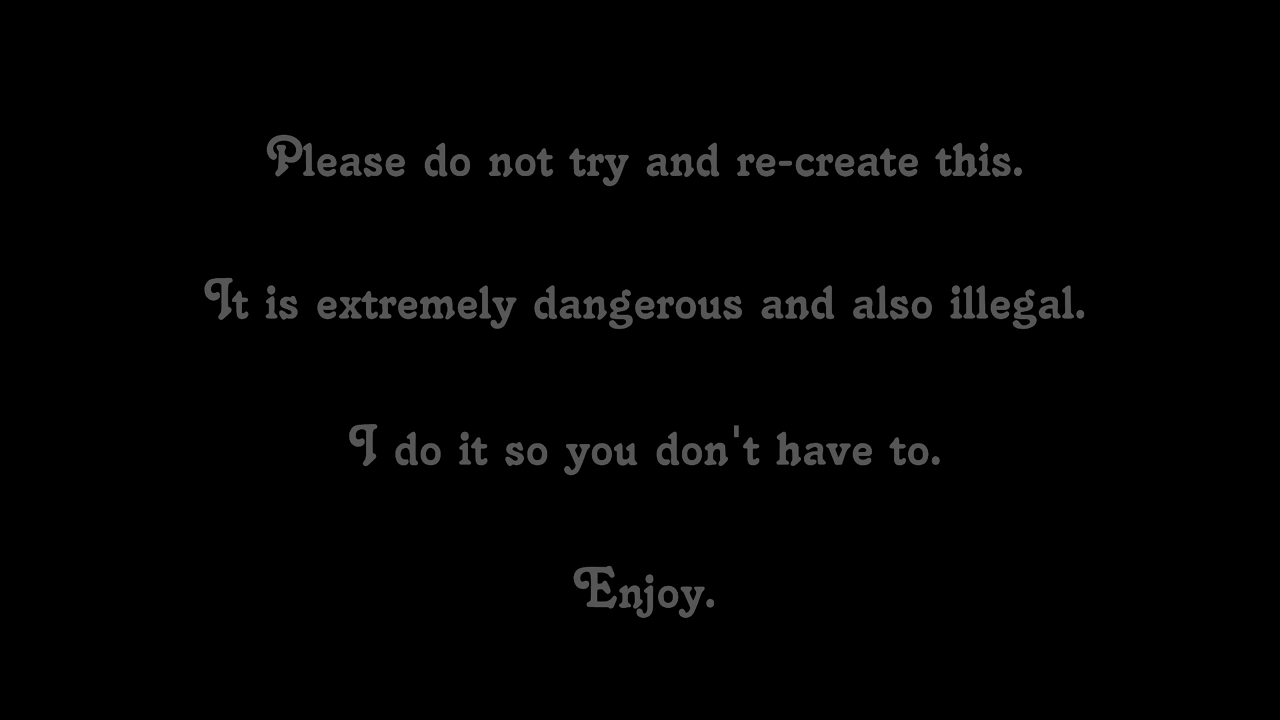 Please do not try and re-create this.
It is extremely dangerous and also illegal.
I do it so you don't have to.
Enjoy.